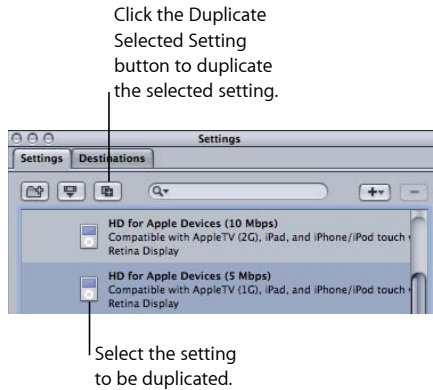 Click the Duplicate
Selected Setting
button to duplicate
the selected setting.
Settings
Settings Destinations
HD for Apple Devices (10 Mbps)
Compatible with AppleTV (2G), iPad, and iPhone/iPod touch
Retina Display
HD for Apple Devices (5 Mbps)
Compatible with AppleTV (1G), iPad, and iPhone/iPod touch
Retina Display
Select the setting
to be duplicated.